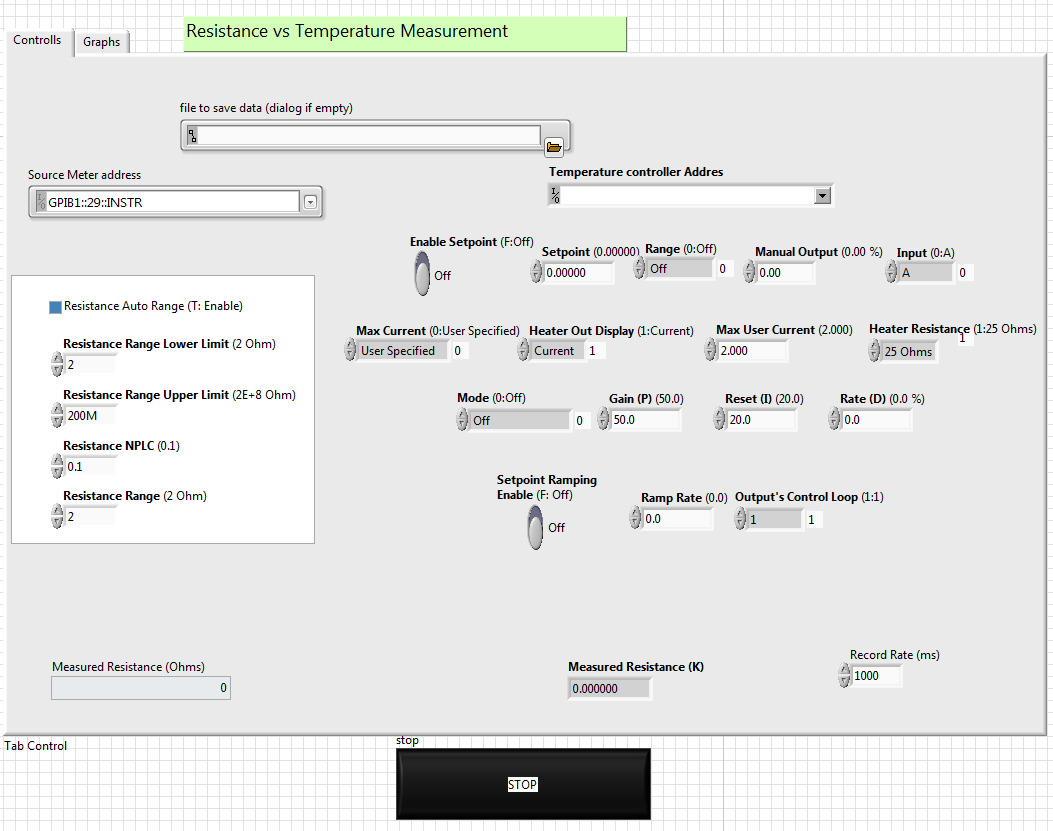 Resistance vs Temperature Measurement
Controlls
Graphs
file to save data (dialog if empty)
Source Meter address
GPIB1::29::INSTR
Temperature controller Addres
Enable Setpoint (F:Off)
Off
Setpoint (0.00000)
0.00000
Range (0:Off)
Off
0
Manual Output (0.00 %)
0.00
Input (0:A)
A
0
Resistance Auto Range (T: Enable)
Resistance Range Lower Limit (2 Ohm)
2
Resistance Range Upper Limit (2E+8 Ohm)
200M
Resistance NPLC (0.1)
0.1
Resistance Range (2 Ohm)
2
Max Current (0:User Specified)
User Specified
0
Heater Out Display (1:Current)
Current
1
Max User Current (2.000)
2.000
Heater Resistance (1:25 Ohms)
25 Ohms
1
Mode (0:Off)
Off
0
Gain (P) (50.0)
50.0
Reset (I) (20.0)
20.0
Rate (D) (0.0 %)
0.0
Setpoint Ramping
Enable (F: Off)
Off
Ramp Rate (0.0)
0.0
Output's Control Loop (1:1)
1
1
Measured Resistance (Ohms)
0
Measured Resistance (K)
0.000000
Record Rate (ms)
1000
Tab Control
stop
STOP